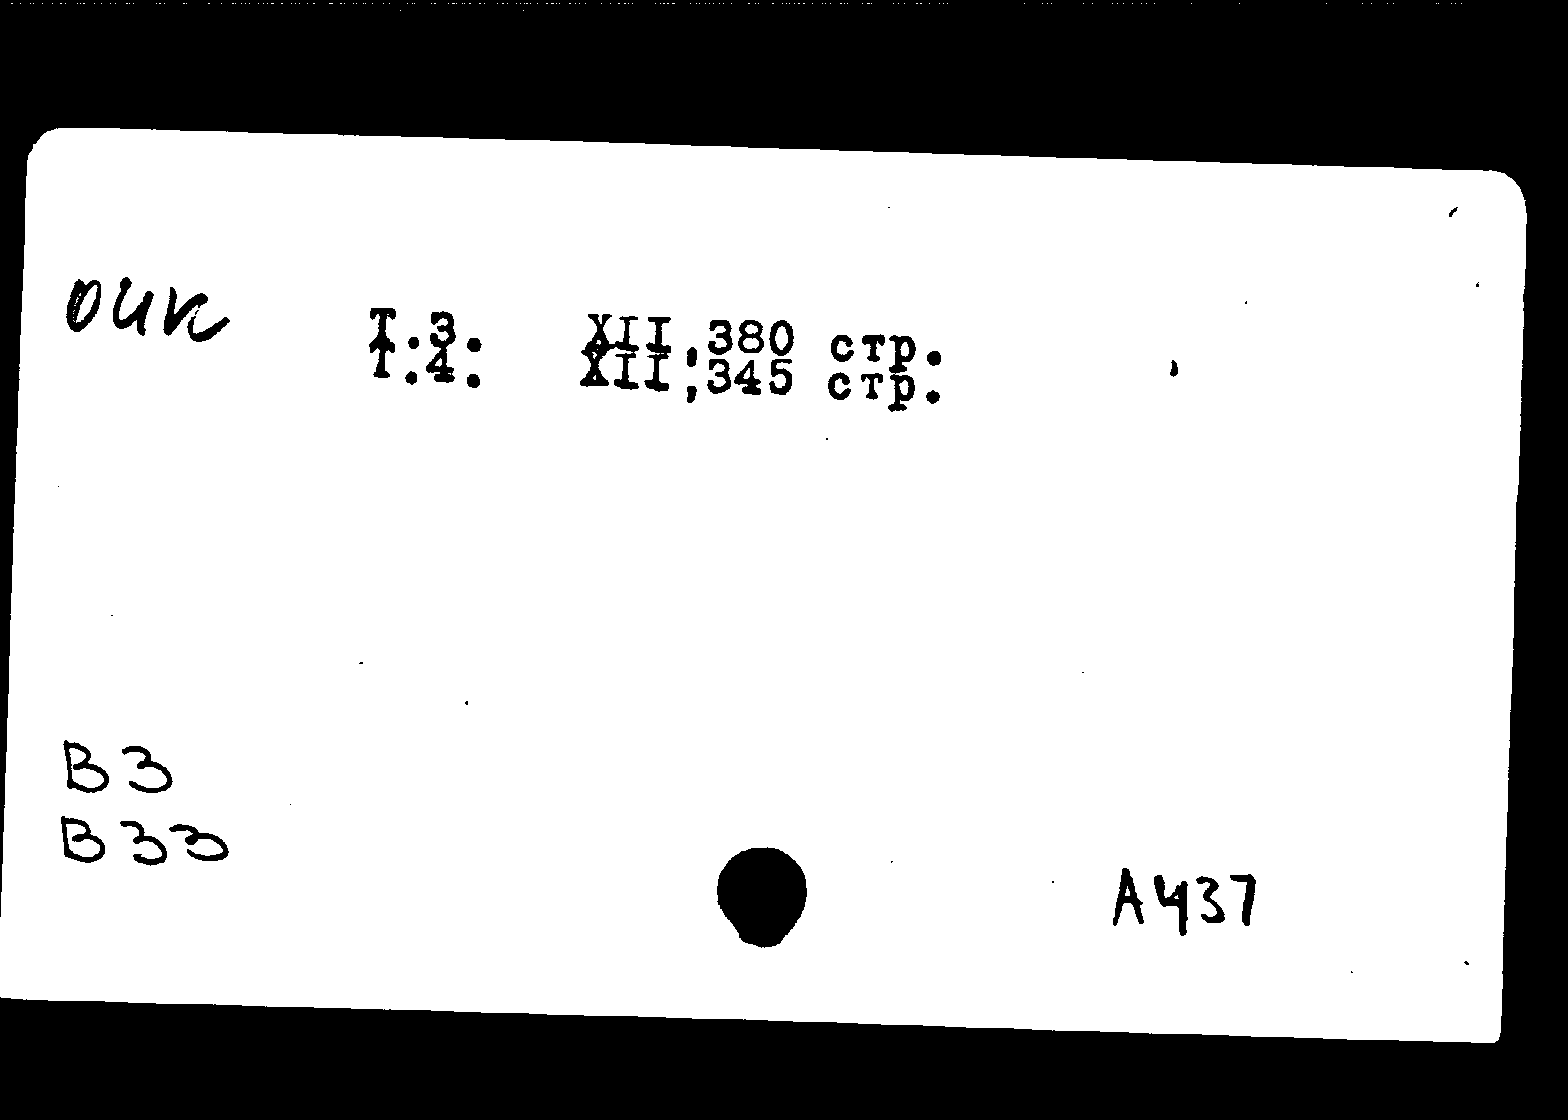 ОИК
Т.3. XII,380 стр.
Т.4. XII,345 стр.
В3
В33
А437